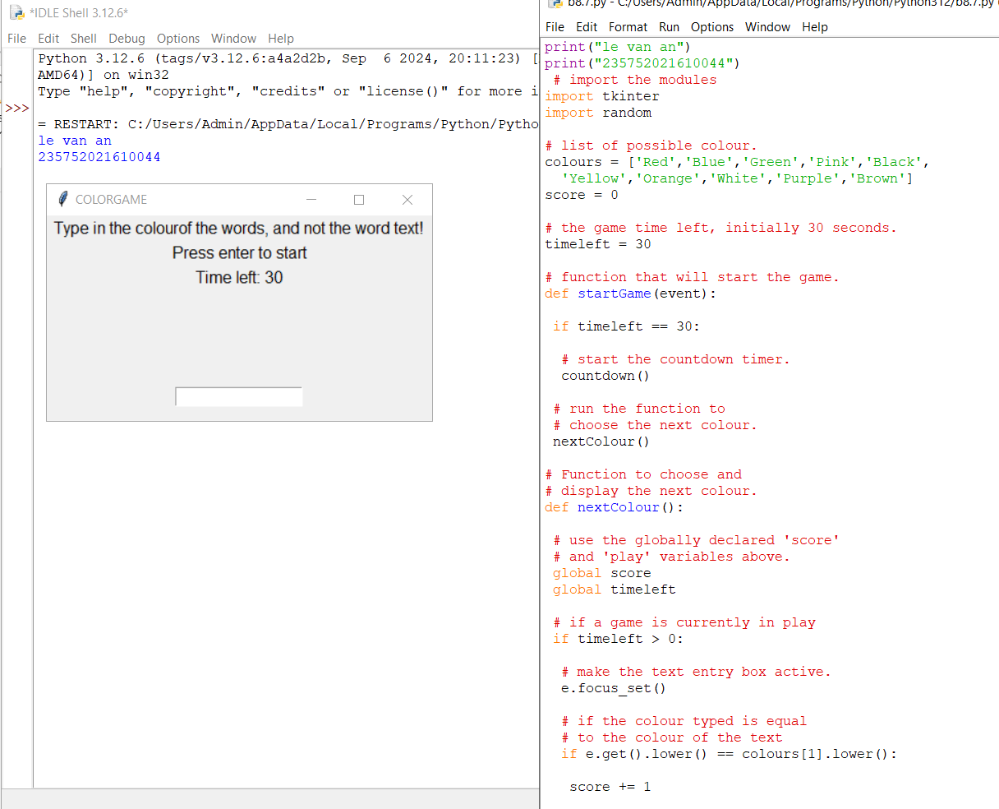 *IDLE Shell 3.12.6*
File Edit Shell Debug Options Window Help
Python 3.12.6 (tags/v3.12.6:a4a2d2b, Sep  6 2024, 20:11:23) [
AMD64)] on win32
Type "help", "copyright", "credits" or "license()" for more i
>>>
= RESTART: C:/Users/Admin/AppData/Local/Programs/Python/Pytho
le van an
235752021610044
COLORGAME
Type in the colourof the words, and not the word text!
Press enter to start
Time left: 30
b8.7.py - C:/Users/Admin/AppData/Local/Programs/Python/Python312/b8.7.py
File Edit Format Run Options Window Help
print("le van an")
print("235752021610044")
 # import the modules
import tkinter
import random
# list of possible colour.
colours = ['Red','Blue','Green','Pink','Black',
  'Yellow','Orange','White','Purple','Brown']
score = 0
# the game time left, initially 30 seconds.
timeleft = 30
# function that will start the game.
def startGame(event):
 if timeleft == 30:
  # start the countdown timer.
  countdown()
 # run the function to
 # choose the next colour.
 nextColour()
# Function to choose and
# display the next colour.
def nextColour():
 # use the globally declared 'score'
 # and 'play' variables above.
 global score
 global timeleft
 # if a game is currently in play
 if timeleft > 0:
  # make the text entry box active.
  e.focus_set()
  # if the colour typed is equal
  # to the colour of the text
  if e.get().lower() == colours[1].lower():
   score += 1